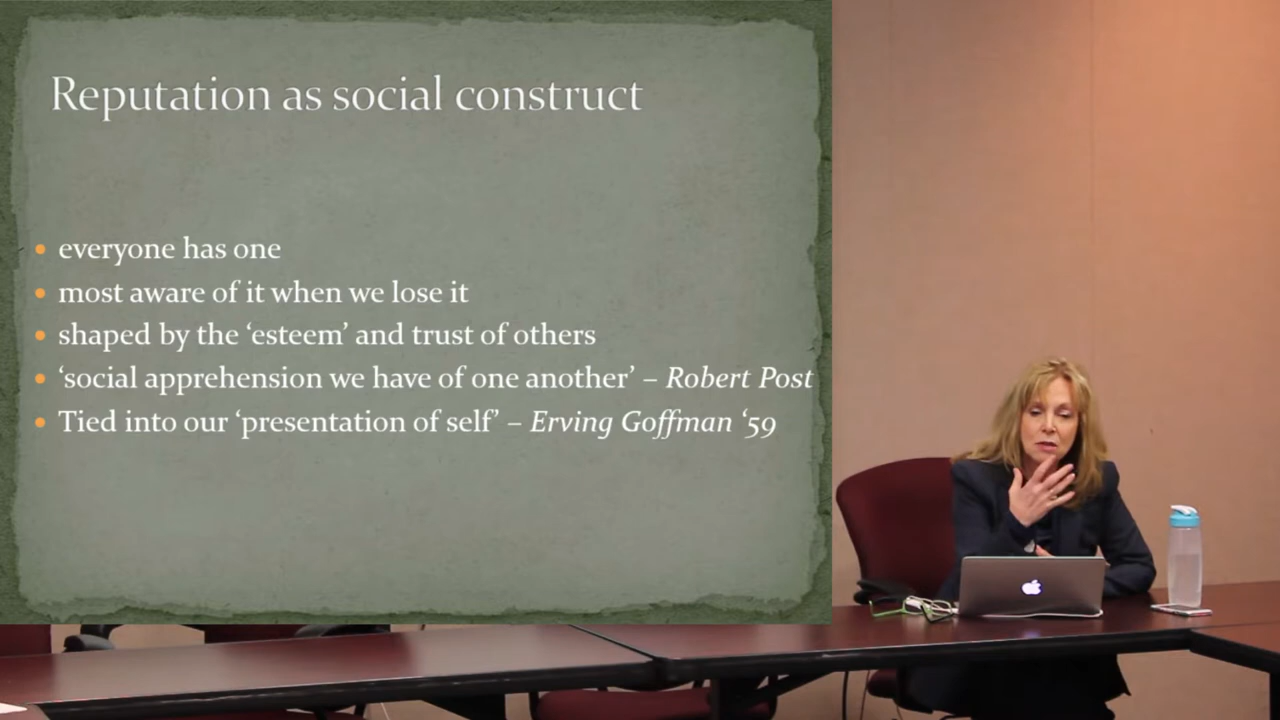 Reputation as social construct
everyone has one
most aware of it when we lose it
shaped by the ‘esteem’ and trust of others
‘social apprehension we have of one another’ – Robert Post
Tied into our ‘presentation of self’ – Erving Goffman ‘59